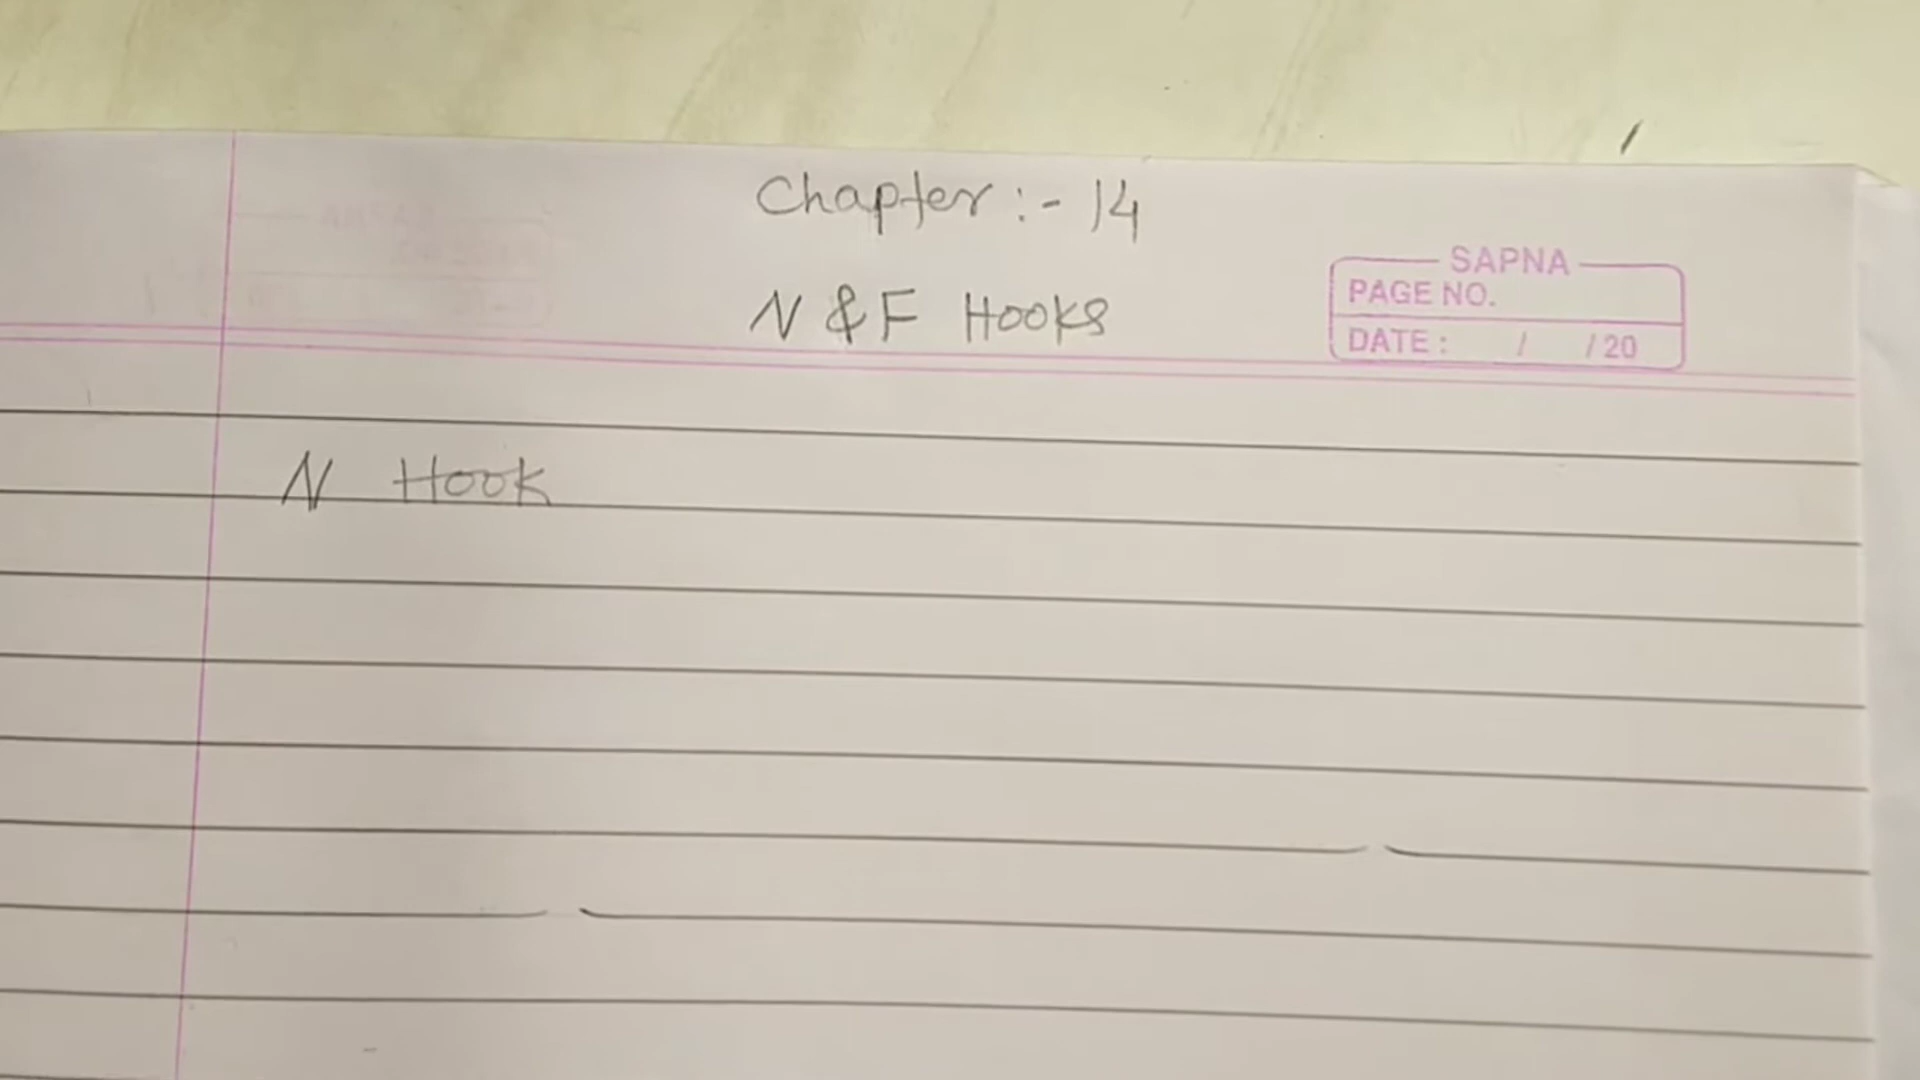 Chapter :- 14
N & F Hooks
SAPNA
PAGE NO.
DATE : / / 20
N Hook